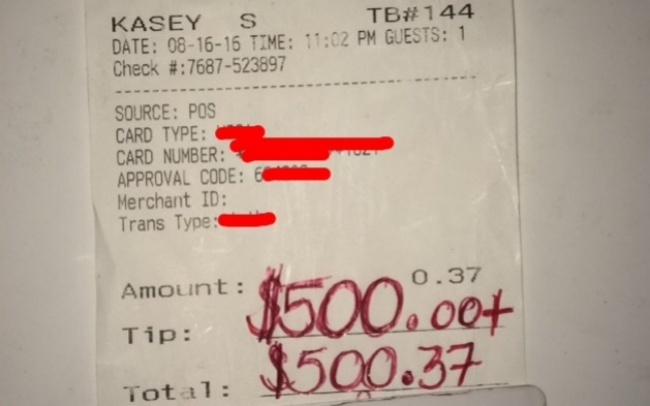 KASEY S TB#144
DATE: 08-16-16 TIME: 11:02 PM GUESTS: 1
Check #:7687-523897
SOURCE: POS
CARD TYPE:
CARD NUMBER:
APPROVAL CODE: 6
Merchant ID:
Trans Type:
Amount: 0.37
Tip: $500.00+
Total: $500.37